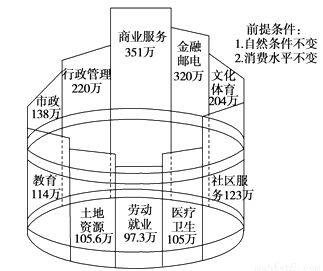 前提条件:
1.自然条件不变
2.消费水平不变
商业服务
351万
金融
邮电
320万
行政管理
220万
文化
体育
204万
市政
138万
教育
114万
社区服
务123万
土地
资源
105.6万
劳动
就业
97.3万
医疗
卫生
105万